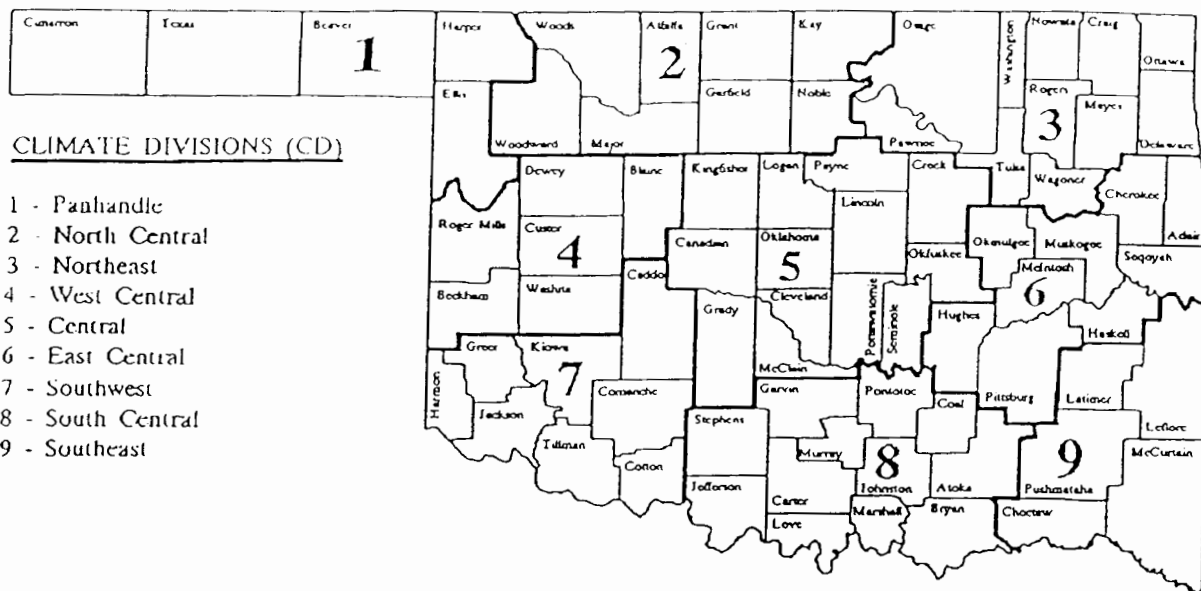 Cimarron Texas Beaver Harper Woods Alfalfa Grant Kay Osage Washington Nowata Craig Ottawa
1 2
Ellis Woodward Major Garfield Noble Pawnee Rogers Mayes Delaware
3
CLIMATE DIVISIONS (CD)
1 - Panhandle
2 - North Central
3 - Northeast
4 - West Central
5 - Central
6 - East Central
7 - Southwest
8 - South Central
9 - Southeast
Dewey Blaine Kingfisher Logan Payne Creek Tulsa Wagoner Cherokee Adair
Roger Mills Custer Canadian Oklahoma Lincoln Okfuskee Okmulgee Muskogee Sequoyah
4 5 6
Beckham Washita Caddo Grady Cleveland McClain Pottawatomie Seminole Hughes McIntosh Haskell
Harmon Greer Kiowa Comanche Stephens Garvin Pontotoc Coal Pittsburg Latimer Leflore
7 8 9
Jackson Tillman Cotton Jefferson Murray Carter Love Johnston Marshall Atoka Bryan Pushmataha Choctaw McCurtain